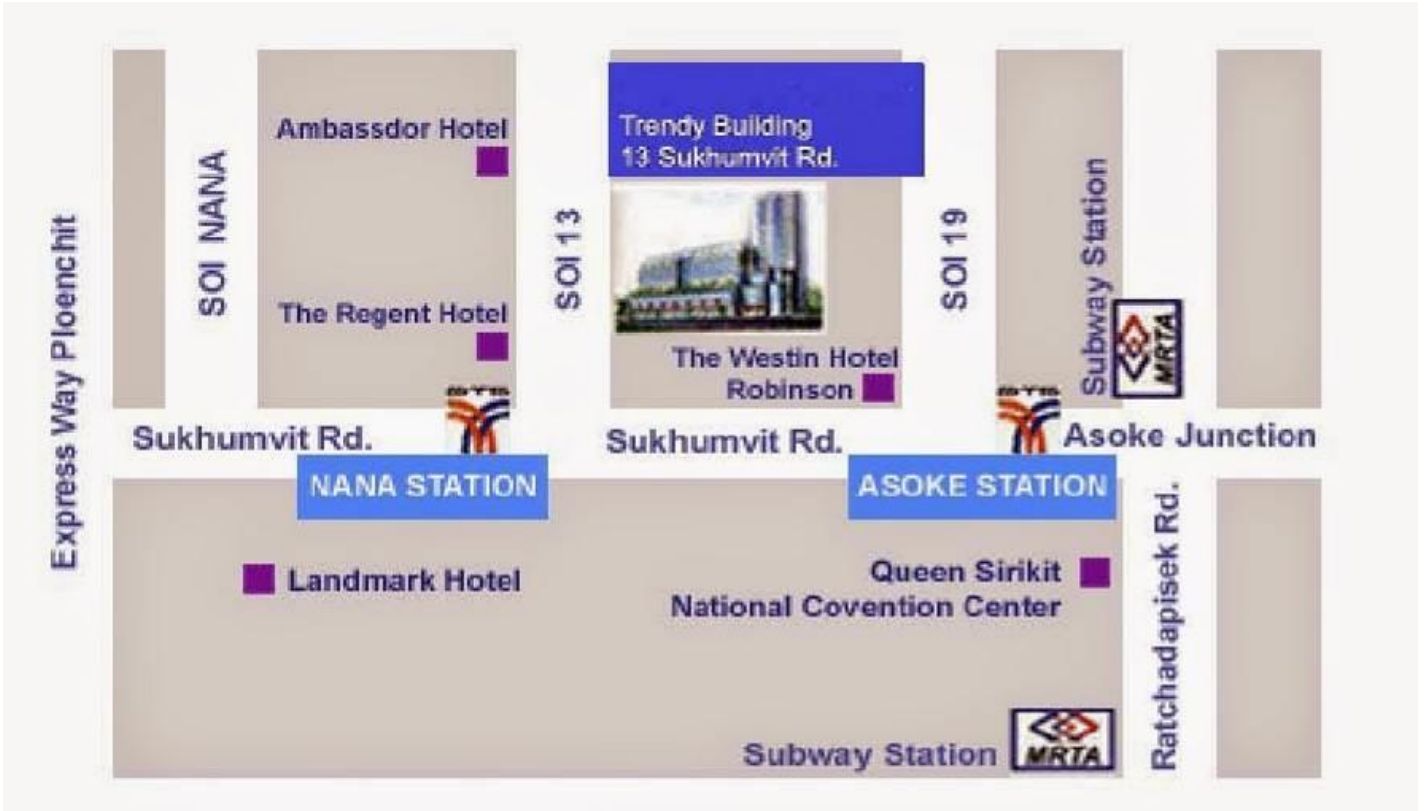 Ambassdor Hotel
Trendy Building
13 Sukhumvit Rd.
SOI NANA
SOI 13
SOI 19
Subway Station
MRTA
Express Way Ploenchit
The Regent Hotel
The Westin Hotel
Robinson
Sukhumvit Rd.
Sukhumvit Rd.
Asoke Junction
NANA STATION
ASOKE STATION
Landmark Hotel
Queen Sirikit
National Covention Center
Ratchadapisek Rd.
Subway Station
MRTA